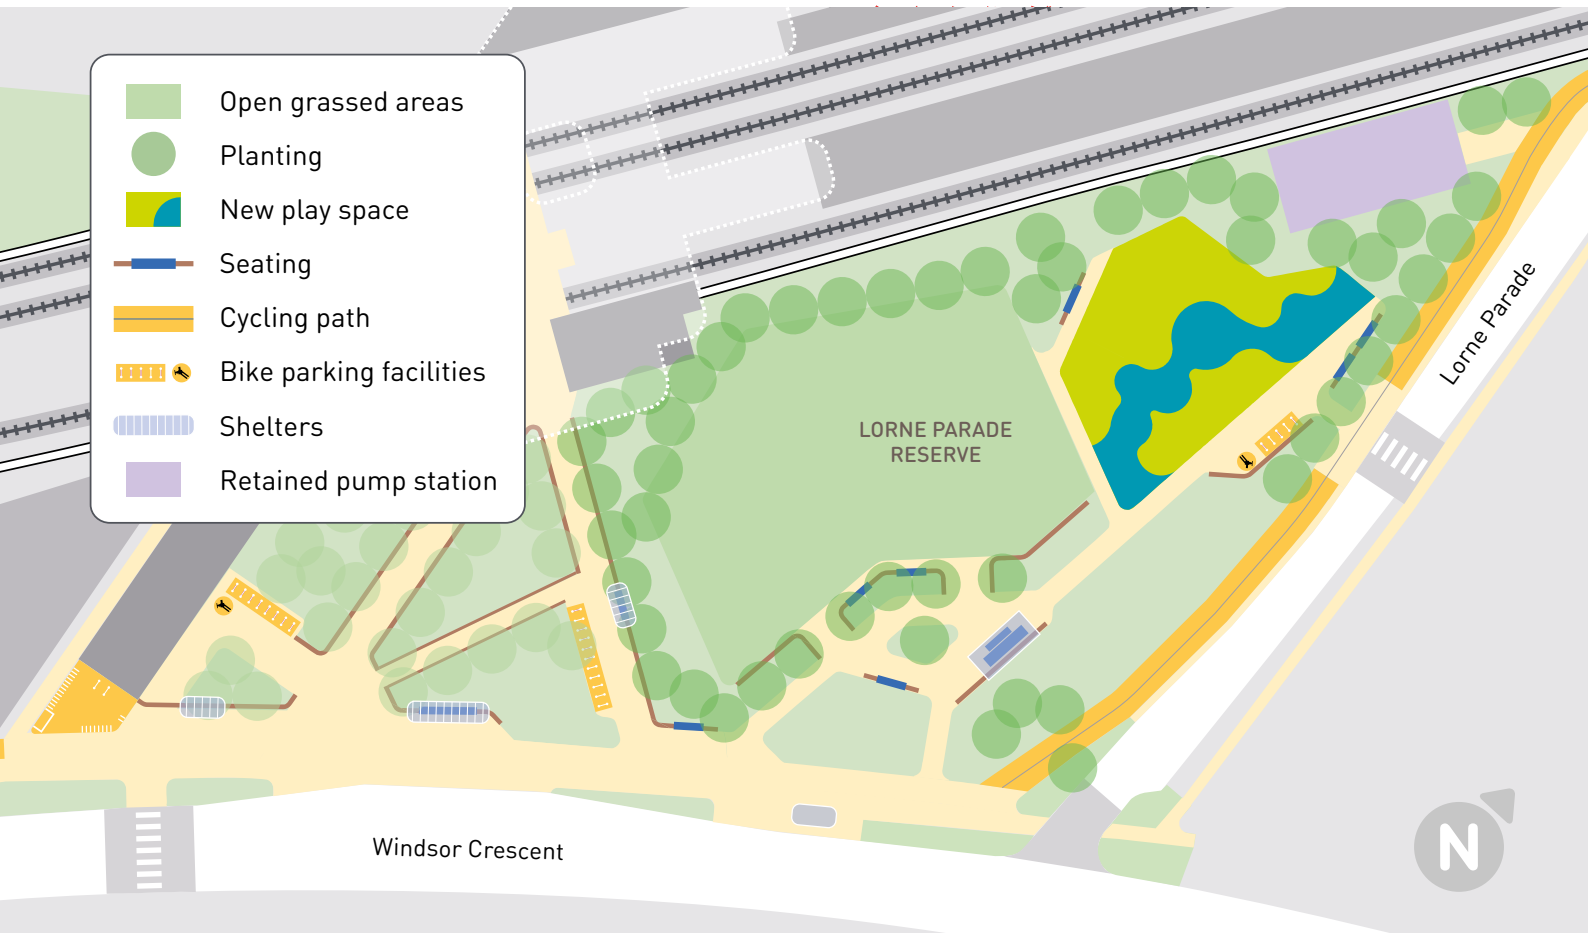 Open grassed areas
Planting
New play space
Seating
Cycling path
Bike parking facilities
Shelters
Retained pump station
LORNE PARADE
RESERVE
Lorne Parade
Windsor Crescent
N